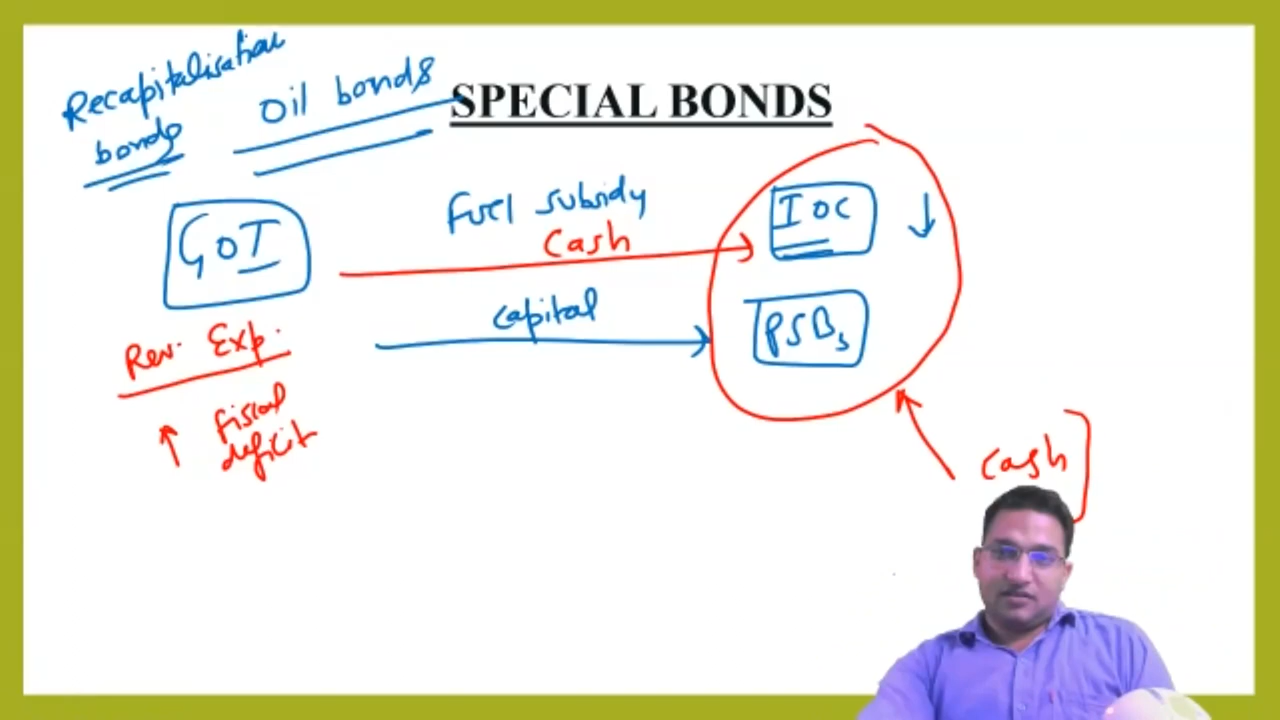 Recapitalisation
bonds
Oil bonds
SPECIAL BONDS
GOI
Fuel subsidy
Cash
IOC
Capital
PSBs
Rev. Exp.
fiscal
deficit
Cash